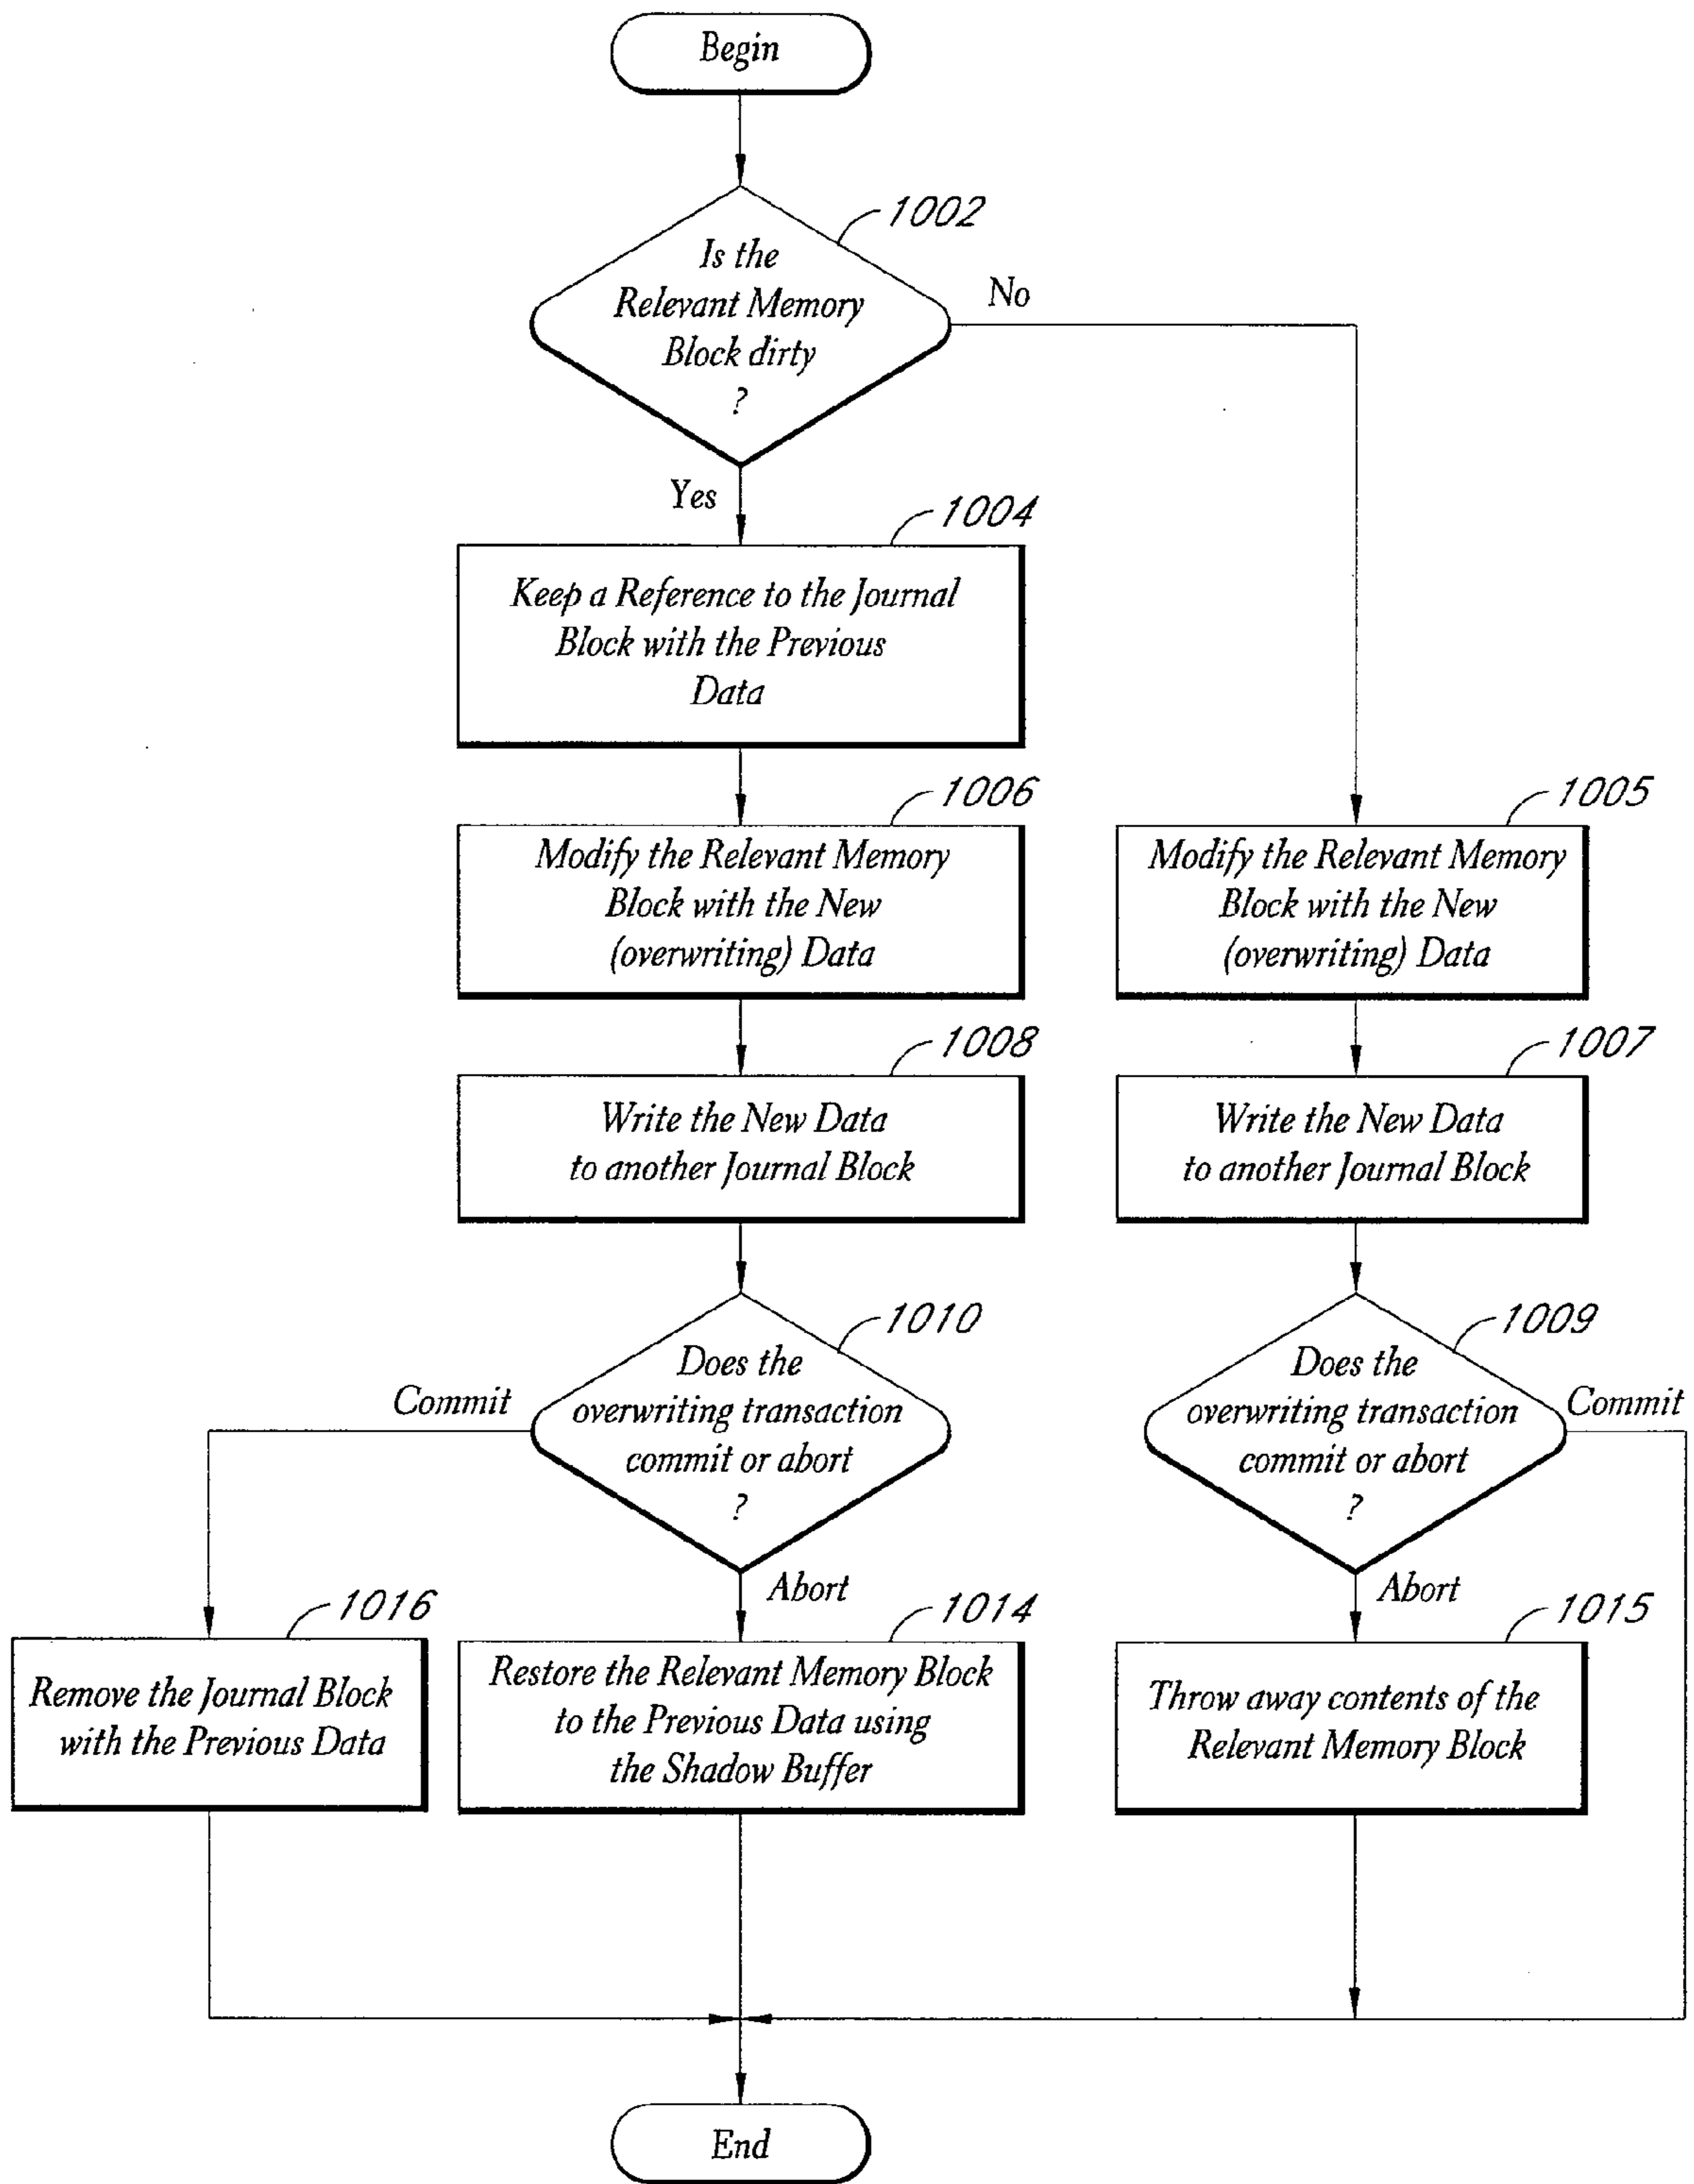 Begin
1002
Is the
Relevant Memory
Block dirty
?
No
Yes
1004
Keep a Reference to the Journal
Block with the Previous
Data
1006
Modify the Relevant Memory
Block with the New
(overwriting) Data
1005
Modify the Relevant Memory
Block with the New
(overwriting) Data
1008
Write the New Data
to another Journal Block
1007
Write the New Data
to another Journal Block
1010
Does the
overwriting transaction
commit or abort
?
Commit
Abort
1009
Does the
overwriting transaction
commit or abort
?
Commit
Abort
1016
Remove the Journal Block
with the Previous Data
1014
Restore the Relevant Memory Block
to the Previous Data using
the Shadow Buffer
1015
Throw away contents of the
Relevant Memory Block
End